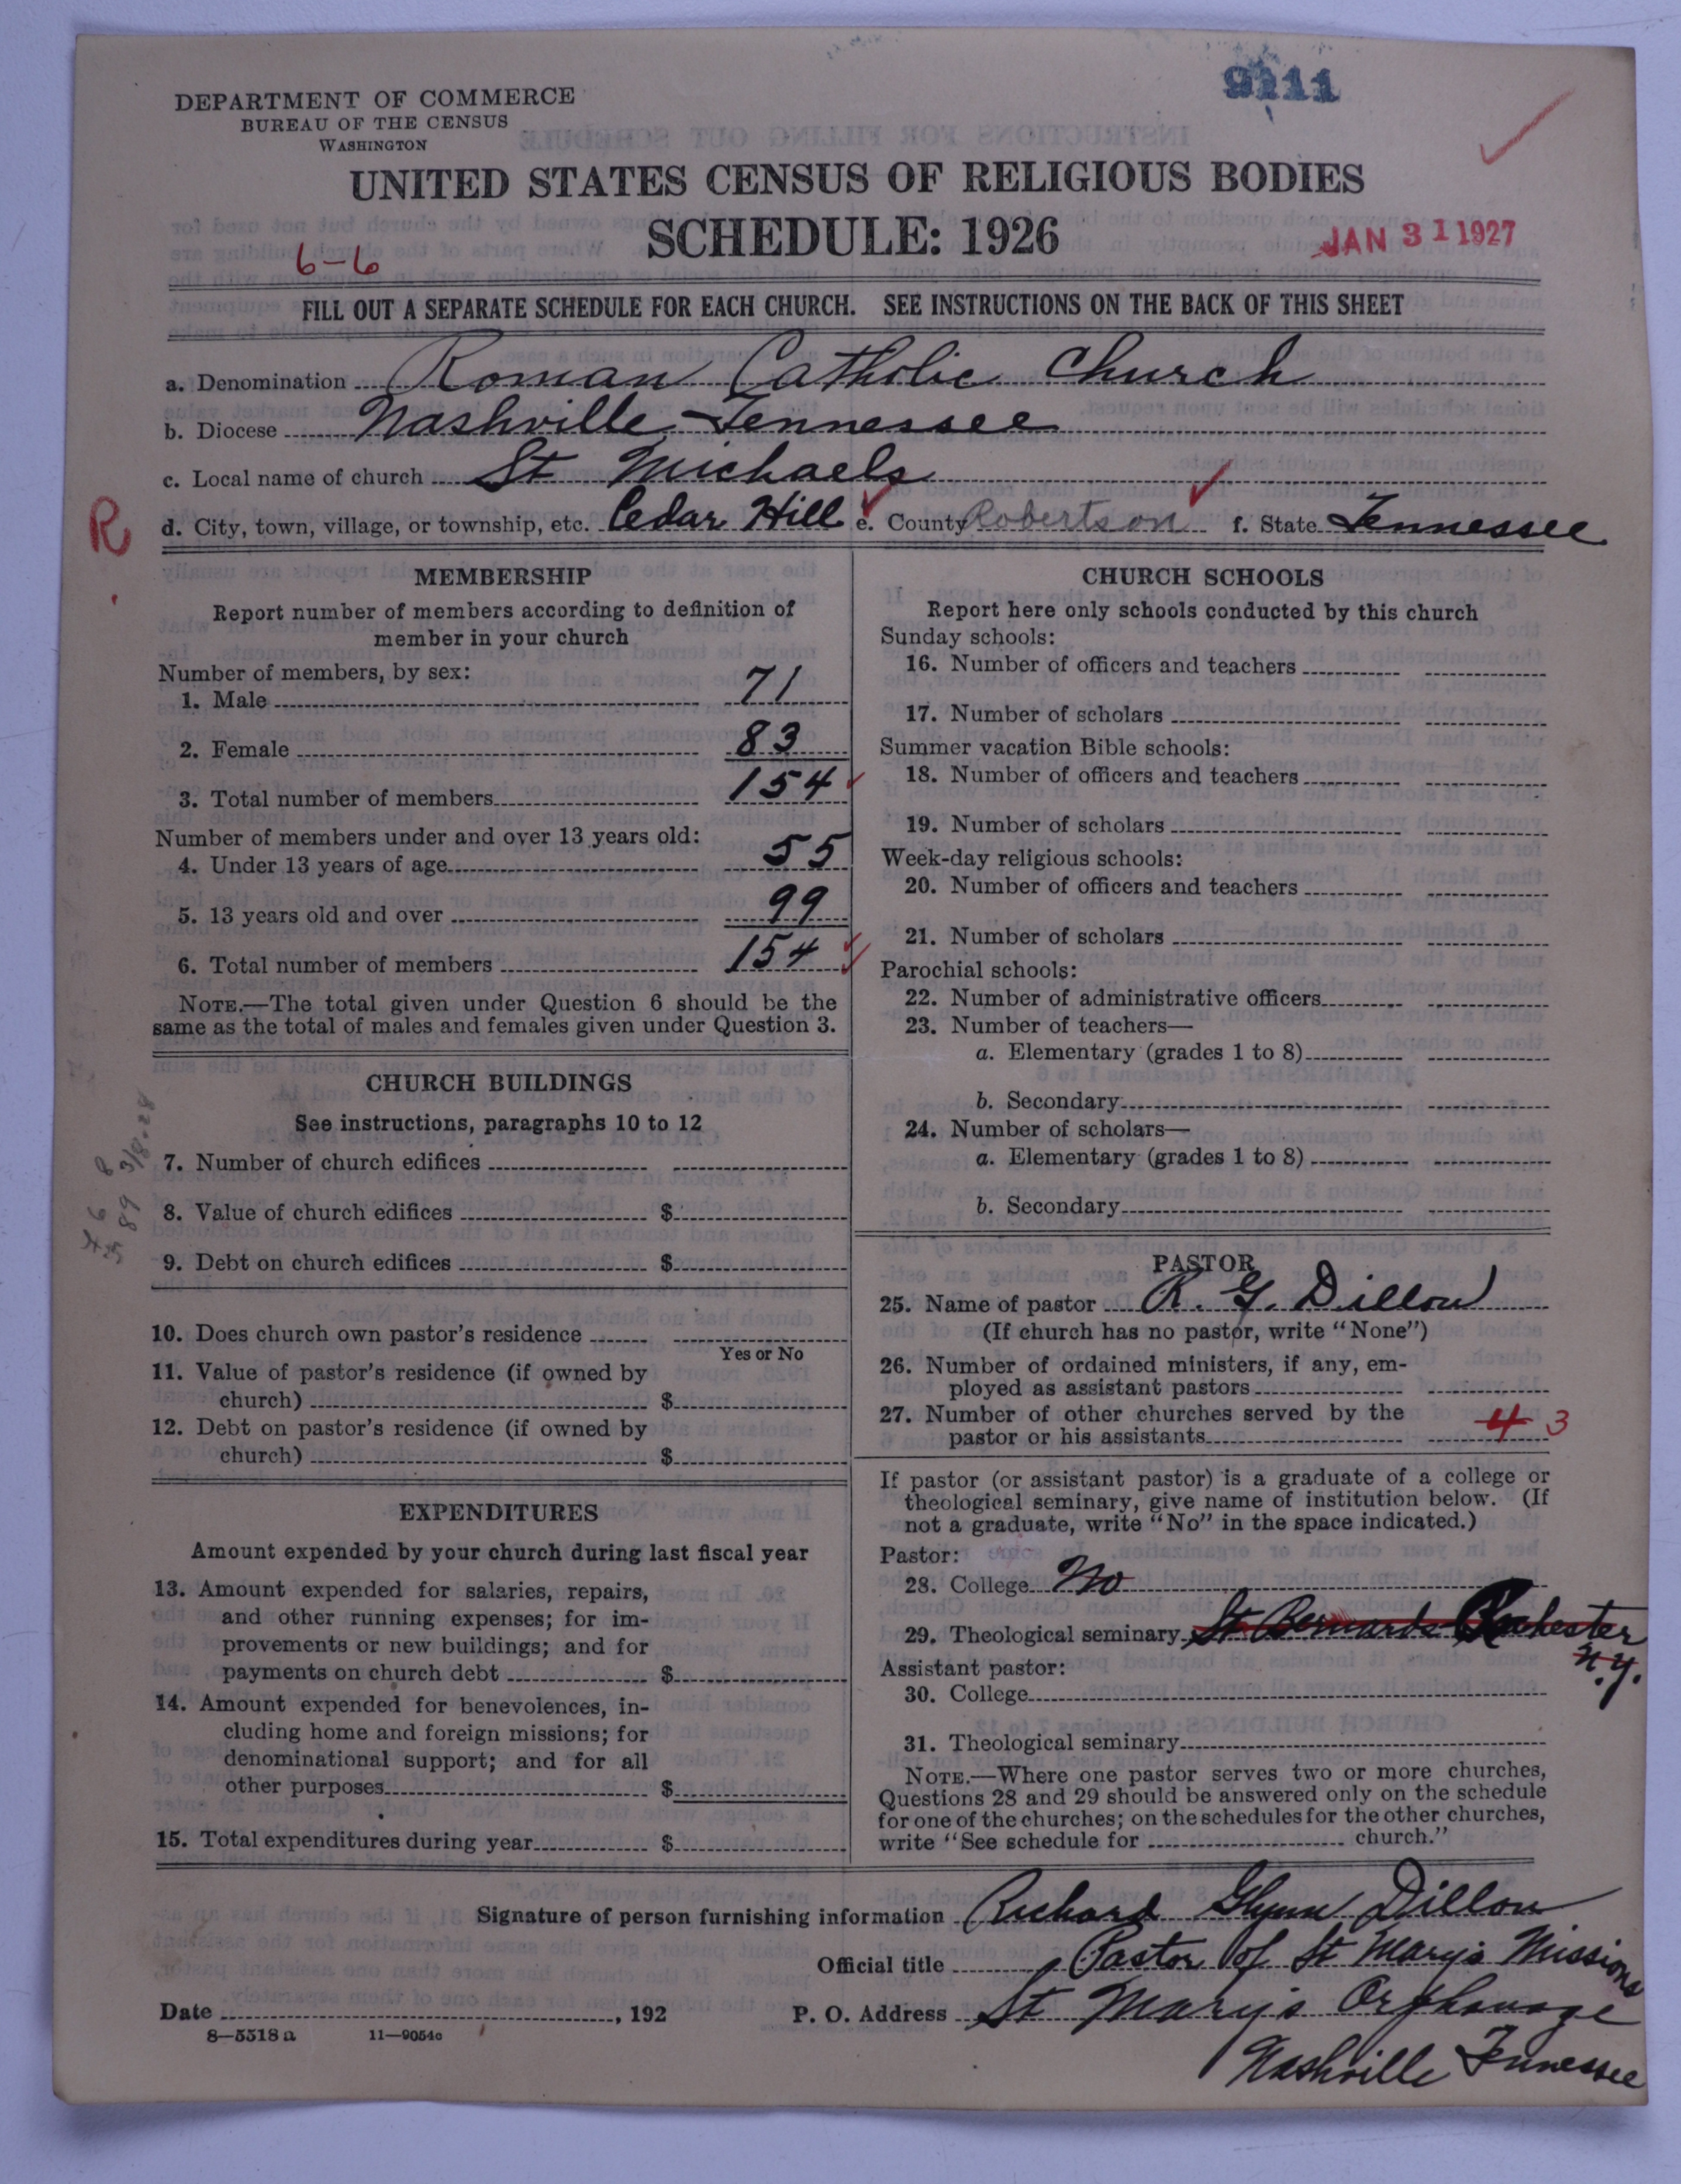 9111
DEPARTMENT OF COMMERCE
BUREAU OF THE CENSUS
WASHINGTON
UNITED STATES CENSUS OF RELIGIOUS BODIES
SCHEDULE: 1926
JAN 31 1927
6-6
FILL OUT A SEPARATE SCHEDULE FOR EACH CHURCH. SEE INSTRUCTIONS ON THE BACK OF THIS SHEET
a. Denomination Roman Catholic Church
b. Diocese Nashville Tennessee
c. Local name of church St Michaels
R d. City, town, village, or township, etc. Cedar Hill e. County Robertson f. State Tennessee
MEMBERSHIP
Report number of members according to definition of
member in your church
Number of members, by sex:
1. Male 71
2. Female 83
3. Total number of members 154
Number of members under and over 13 years old:
4. Under 13 years of age 55
5. 13 years old and over 99
6. Total number of members 154
NOTE.—The total given under Question 6 should be the
same as the total of males and females given under Question 3.
CHURCH BUILDINGS
See instructions, paragraphs 10 to 12
7. Number of church edifices
8. Value of church edifices $
9. Debt on church edifices $
10. Does church own pastor's residence
Yes or No
11. Value of pastor's residence (if owned by
church) $
12. Debt on pastor's residence (if owned by
church) $
EXPENDITURES
Amount expended by your church during last fiscal year
13. Amount expended for salaries, repairs,
and other running expenses; for im-
provements or new buildings; and for
payments on church debt $
14. Amount expended for benevolences, in-
cluding home and foreign missions; for
denominational support; and for all
other purposes $
15. Total expenditures during year $
CHURCH SCHOOLS
Report here only schools conducted by this church
Sunday schools:
16. Number of officers and teachers
17. Number of scholars
Summer vacation Bible schools:
18. Number of officers and teachers
19. Number of scholars
Week-day religious schools:
20. Number of officers and teachers
21. Number of scholars
Parochial schools:
22. Number of administrative officers
23. Number of teachers—
a. Elementary (grades 1 to 8)
b. Secondary
24. Number of scholars—
a. Elementary (grades 1 to 8)
b. Secondary
PASTOR
25. Name of pastor R. G. Dillon
(If church has no pastor, write "None")
26. Number of ordained ministers, if any, em-
ployed as assistant pastors
27. Number of other churches served by the
pastor or his assistants 4 3
If pastor (or assistant pastor) is a graduate of a college or
theological seminary, give name of institution below. (If
not a graduate, write "No" in the space indicated.)
Pastor:
28. College No
29. Theological seminary St Bernards Rochester
N.Y.
Assistant pastor:
30. College
31. Theological seminary
NOTE.—Where one pastor serves two or more churches,
Questions 28 and 29 should be answered only on the schedule
for one of the churches; on the schedules for the other churches,
write "See schedule for church."
Signature of person furnishing information Richard Glynn Dillon
Official title Pastor of St Mary's Missions
Date , 192 P. O. Address St Mary's Orphanage
8—5518 a 11—9054c
Nashville Tennessee